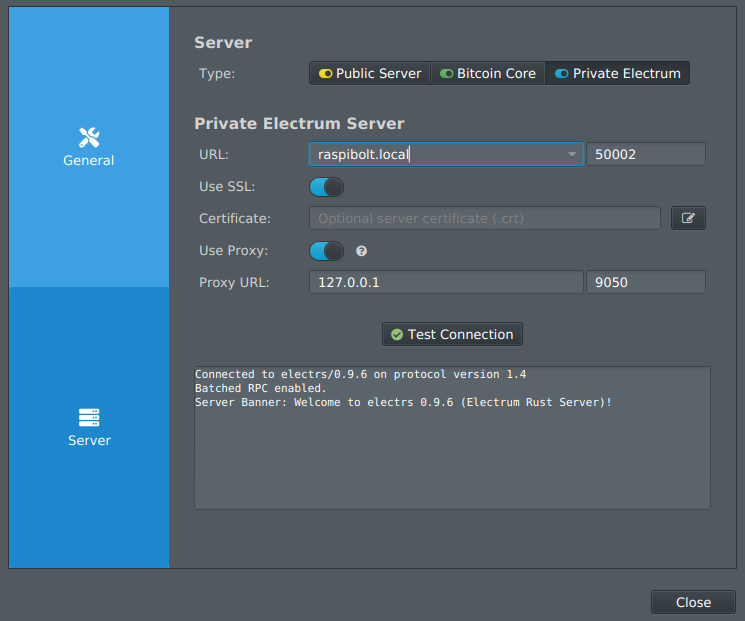 General
Server
Server
Type:
Public Server Bitcoin Core Private Electrum
Private Electrum Server
URL: raspibolt.local 50002
Use SSL:
Certificate: Optional server certificate (.crt)
Use Proxy: ?
Proxy URL: 127.0.0.1 9050
Test Connection
Connected to electrs/0.9.6 on protocol version 1.4
Batched RPC enabled.
Server Banner: Welcome to electrs 0.9.6 (Electrum Rust Server)!
Close